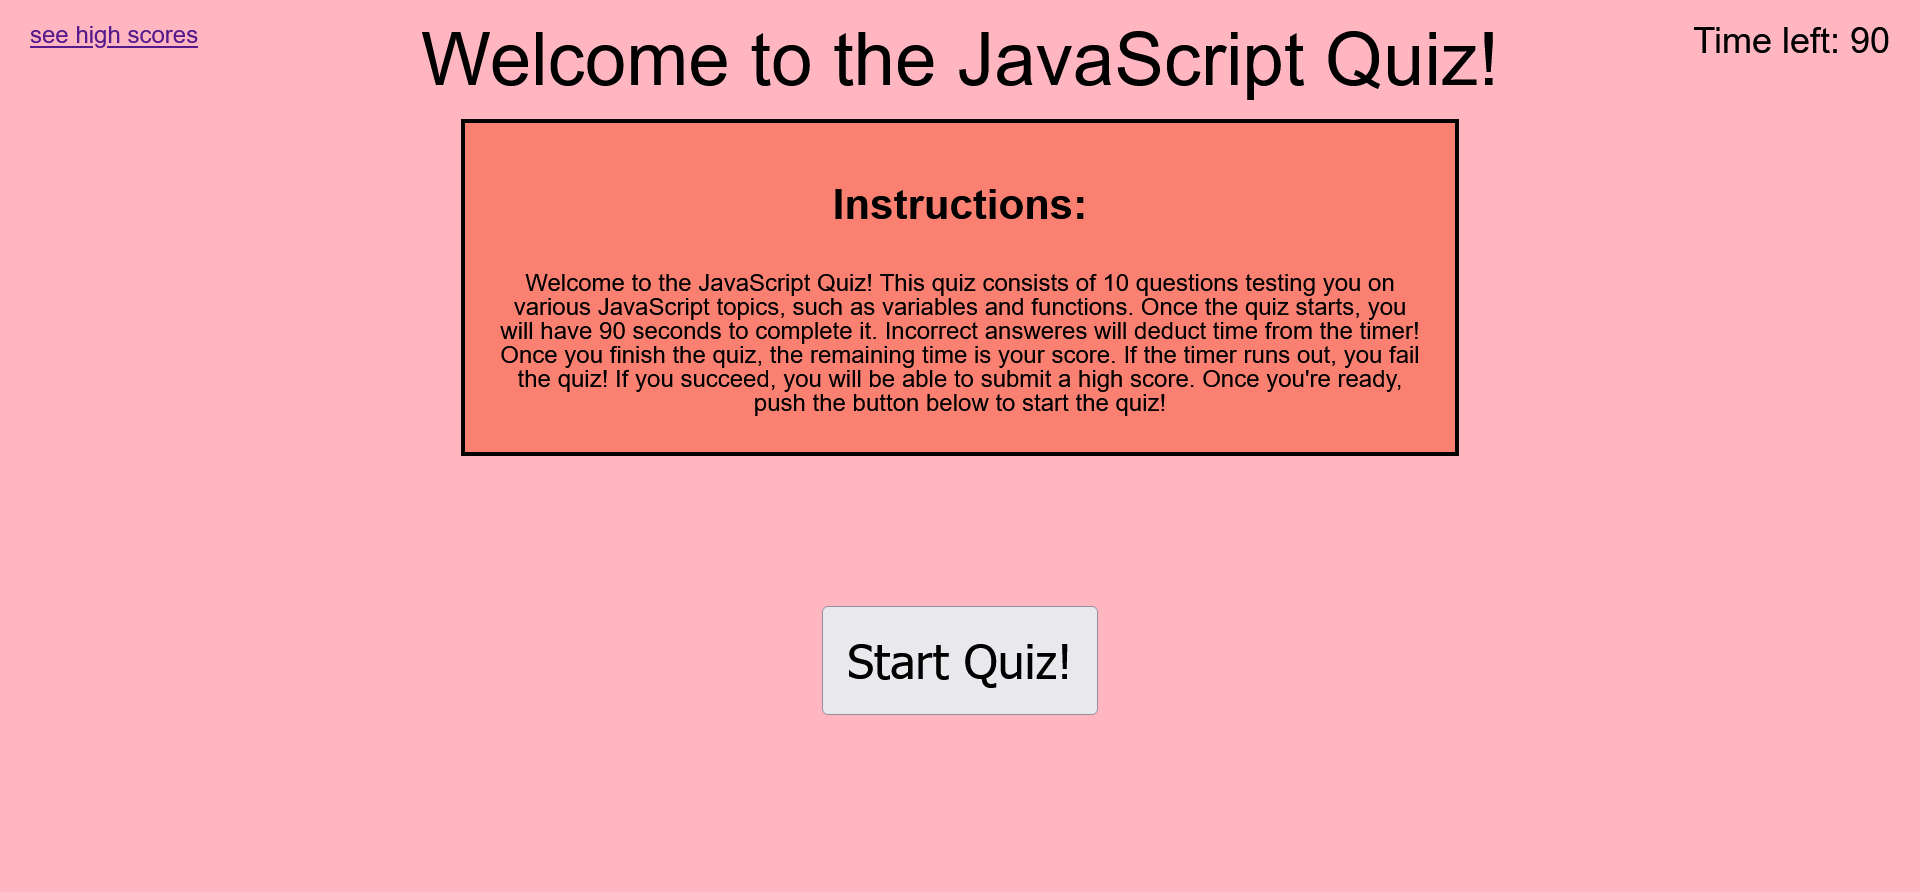 see high scores
Welcome to the JavaScript Quiz!
Time left: 90
Instructions:
Welcome to the JavaScript Quiz! This quiz consists of 10 questions testing you on
various JavaScript topics, such as variables and functions. Once the quiz starts, you
will have 90 seconds to complete it. Incorrect answeres will deduct time from the timer!
Once you finish the quiz, the remaining time is your score. If the timer runs out, you fail
the quiz! If you succeed, you will be able to submit a high score. Once you're ready,
push the button below to start the quiz!
Start Quiz!